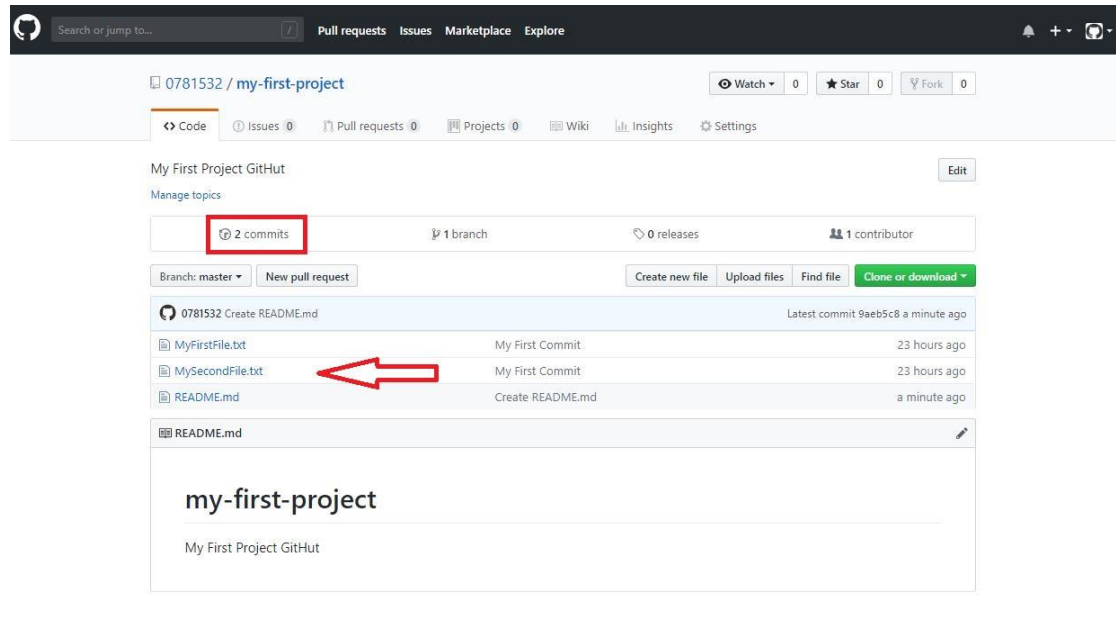 Search or jump to... / Pull requests Issues Marketplace Explore
0781532 / my-first-project Watch 0 Star 0 Fork 0
Code Issues 0 Pull requests 0 Projects 0 Wiki Insights Settings
My First Project GitHut Edit
Manage topics
2 commits 1 branch 0 releases 1 contributor
Branch: master New pull request Create new file Upload files Find file Clone or download
0781532 Create README.md Latest commit 9aeb5c8 a minute ago
MyFirstFile.txt My First Commit 23 hours ago
MySecondFile.txt My First Commit 23 hours ago
README.md Create README.md a minute ago
README.md
my-first-project
My First Project GitHut